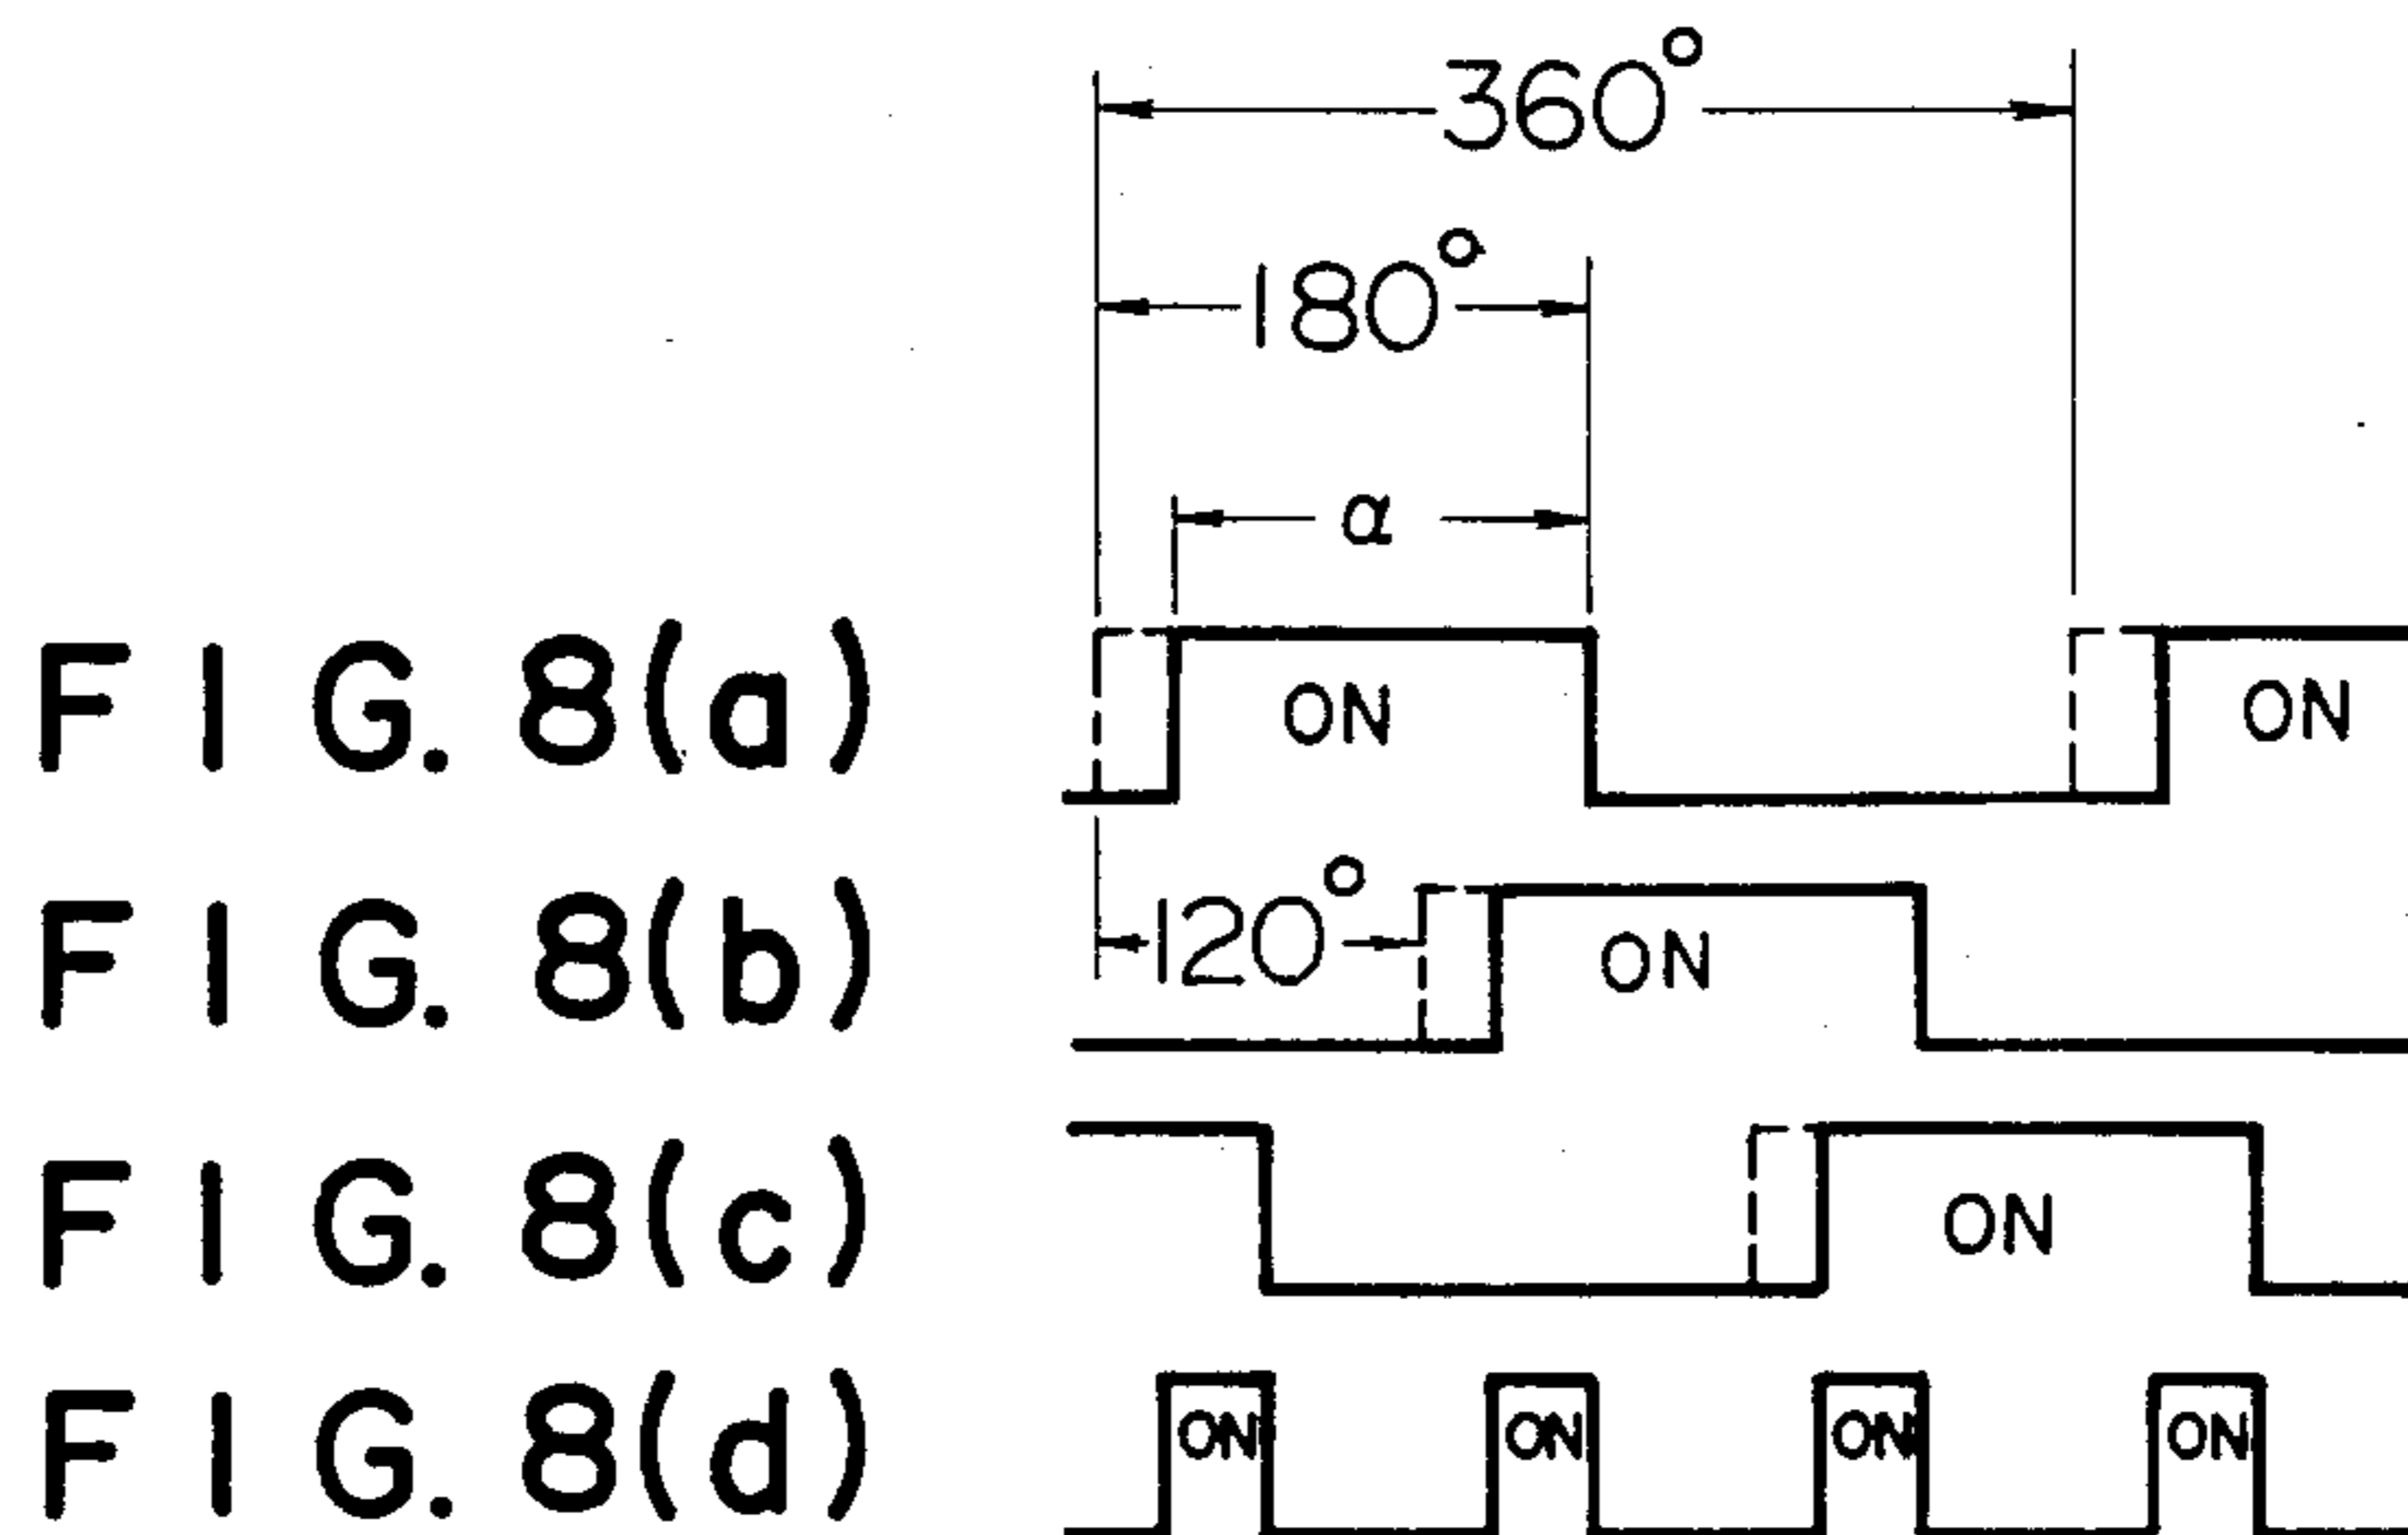 360°
180°
α
FIG. 8(a)
ON
ON
FIG. 8(b)
120°
ON
FIG. 8(c)
ON
FIG. 8(d)
ON
ON
ON
ON